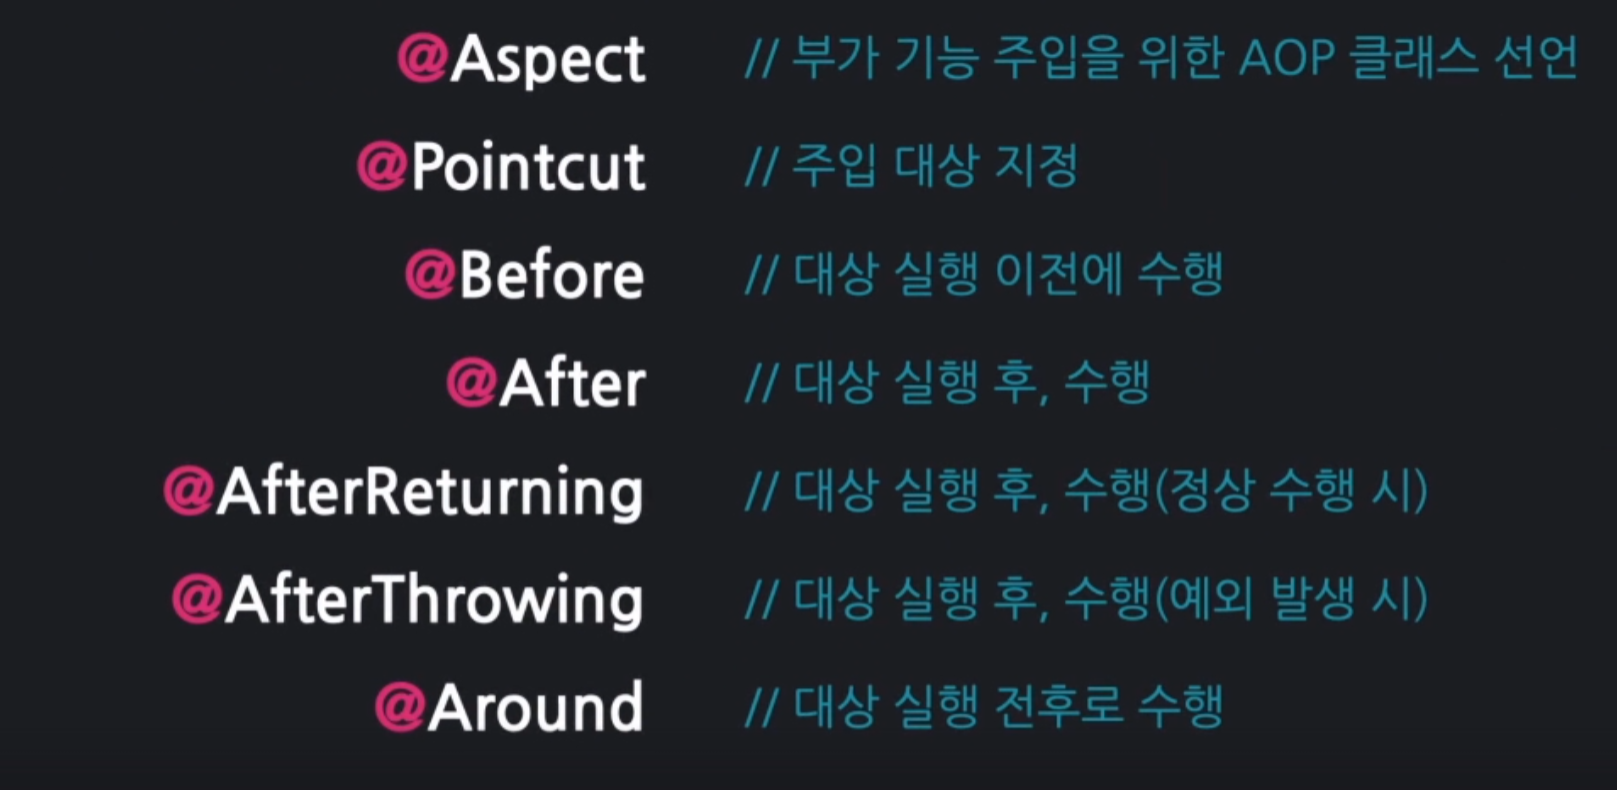 @Aspect // 부가 기능 주입을 위한 AOP 클래스 선언
@Pointcut // 주입 대상 지정
@Before // 대상 실행 이전에 수행
@After // 대상 실행 후, 수행
@AfterReturning // 대상 실행 후, 수행(정상 수행 시)
@AfterThrowing // 대상 실행 후, 수행(예외 발생 시)
@Around // 대상 실행 전후로 수행